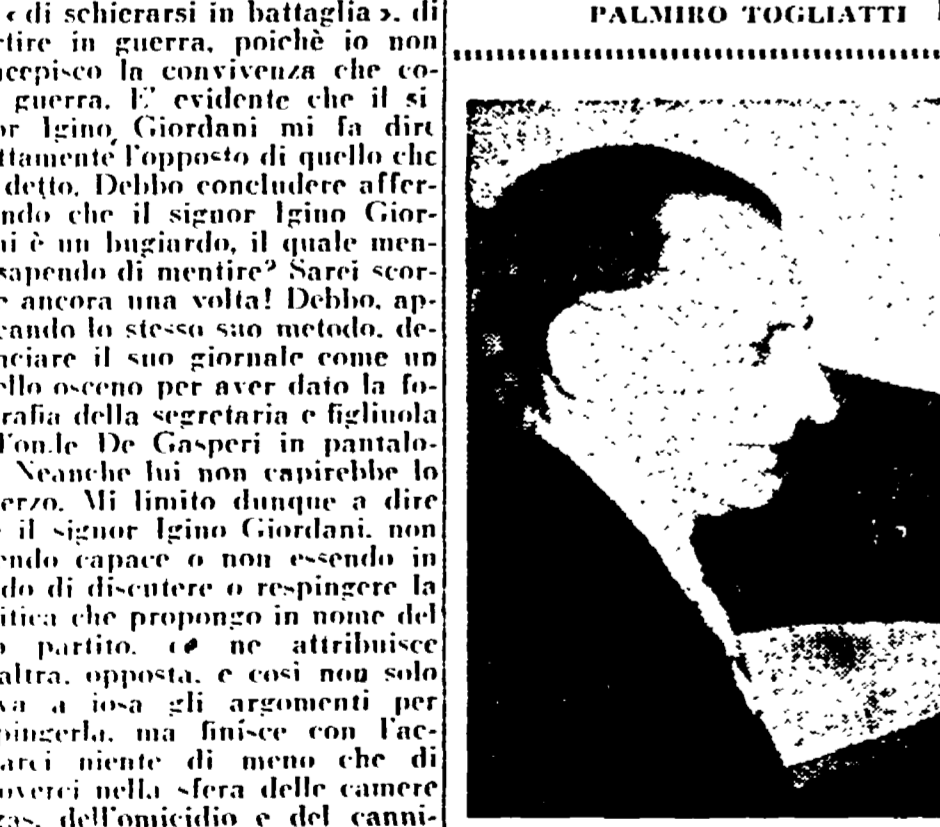 « di schierarsi in battaglia », di
rtire in guerra, poichè io non
ncepisco la convivenza che co-
guerra. E' evidente che il si
or Igino Giordani mi fa dire
ttamente l'opposto di quello che
detto. Debbo concludere affer-
ndo che il signor Igino Gior-
ni è un bugiardo, il quale men-
sapendo di mentire? Sarei scor-
e ancora una volta! Debbo, ap-
cando lo stesso suo metodo, de-
nciare il suo giornale come un
ello osceno per aver dato la fo-
rafia della segretaria e figliuola
l'on.le De Gasperi in pantalo-
Neanche lui non capirebbe lo
erzo. Mi limito dunque a dire
e il signor Igino Giordani, non
endo capace o non essendo in
do di discutere o respingere la
itica che propongo in nome del
o partito, ce ne attribuisce
altra, opposta, e così non solo
va a iosa gli argomenti per
pingerla, ma finisce con l'ac-
arci niente di meno che di
overci nella sfera delle camere
gas, dell'omicidio e del canni-
PALMIRO TOGLIATTI